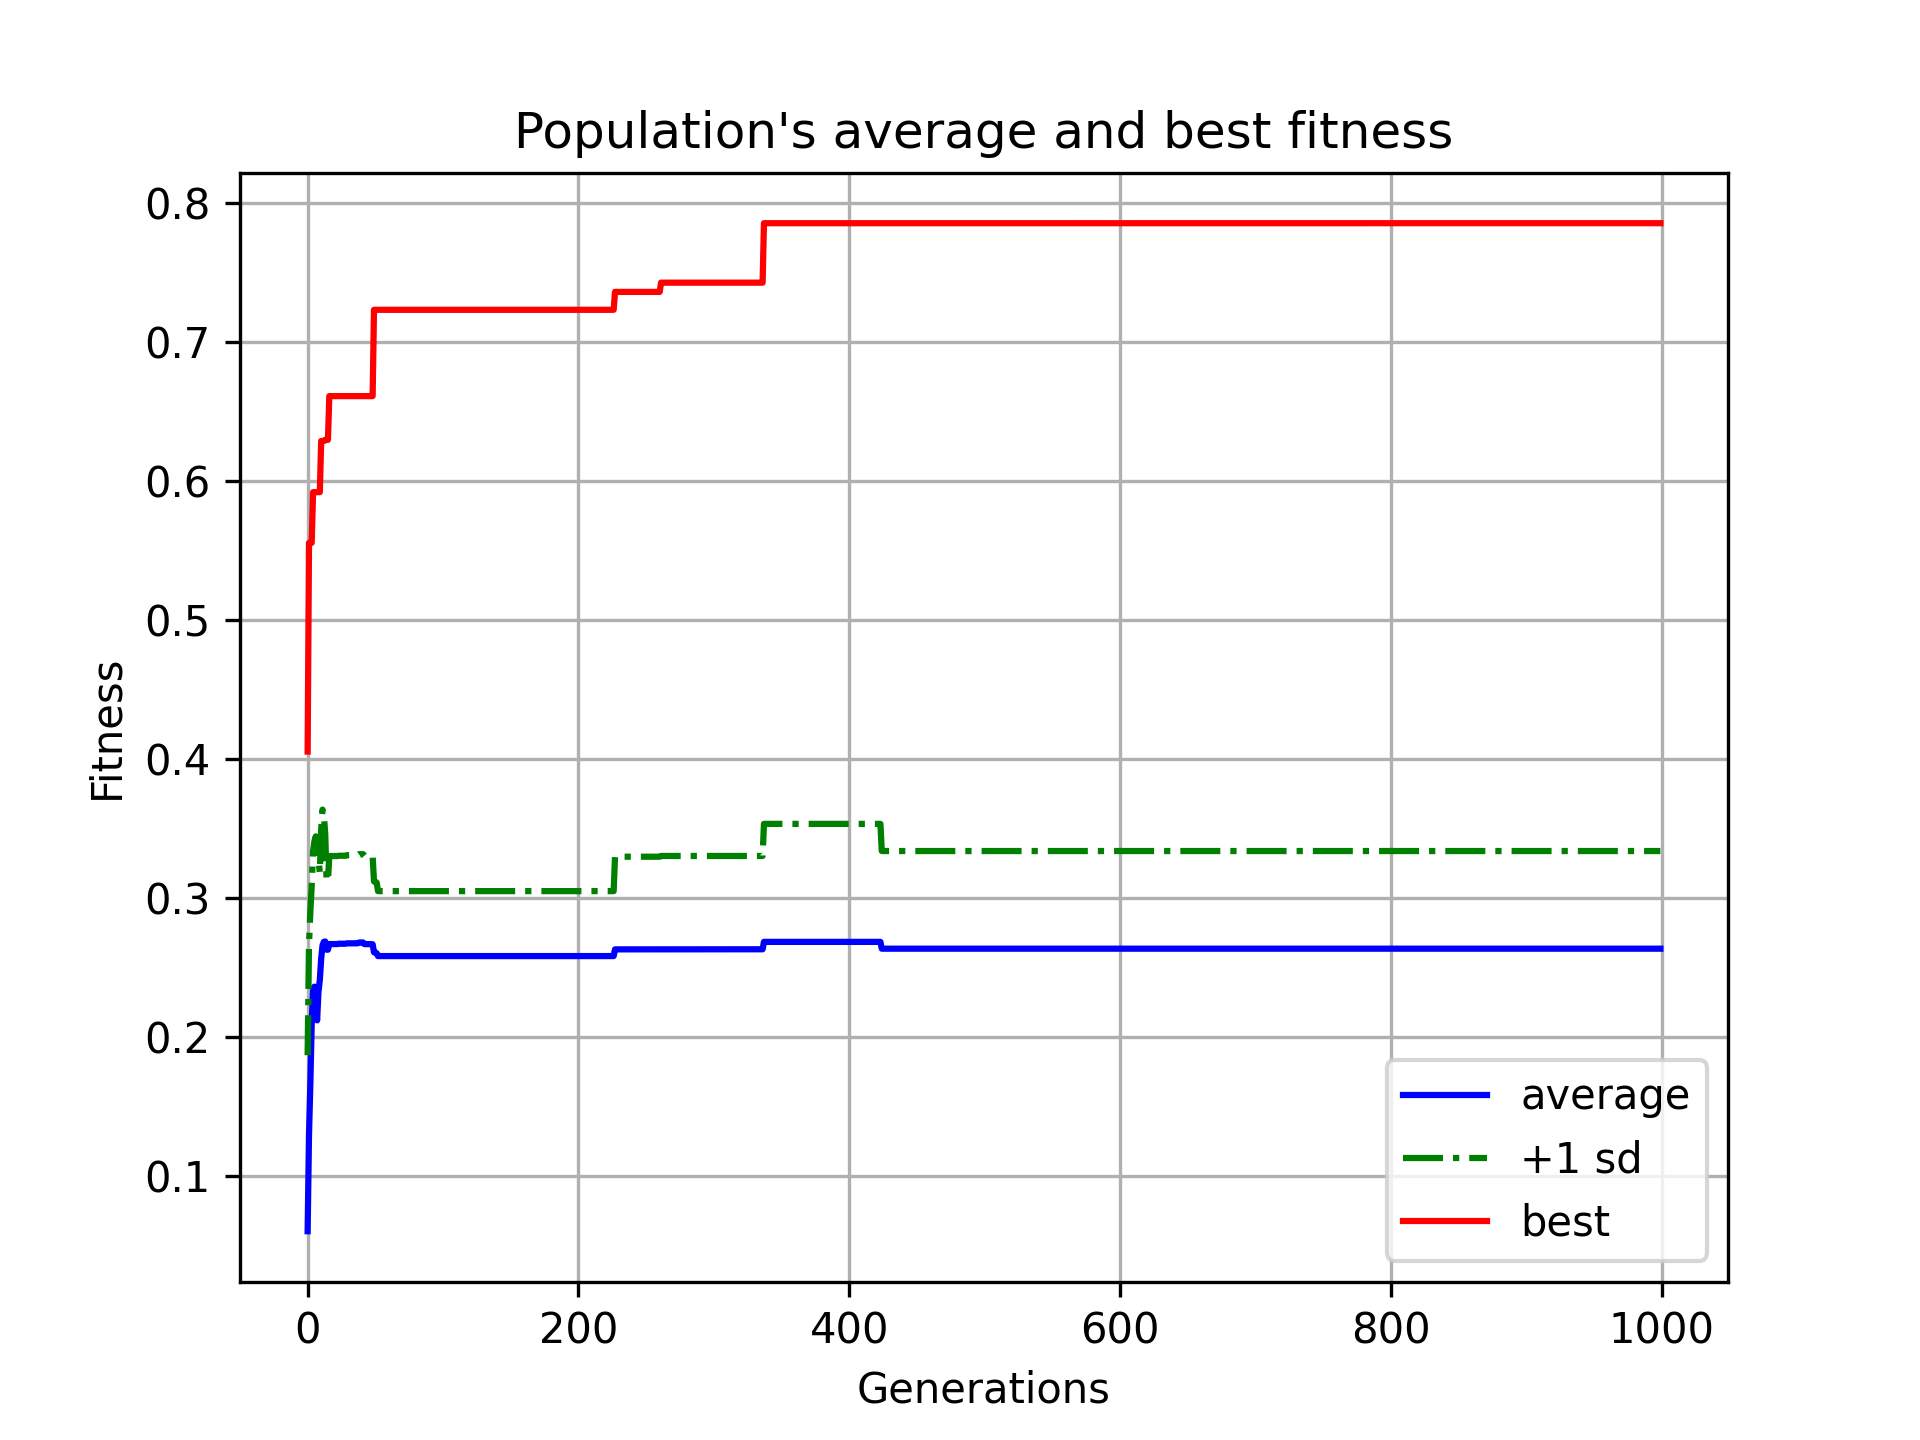 Population's average and best fitness
0.8
0.7
0.6
0.5
0.4
0.3
0.2
0.1
Fitness
average
+1 sd
best
0 200 400 600 800 1000
Generations